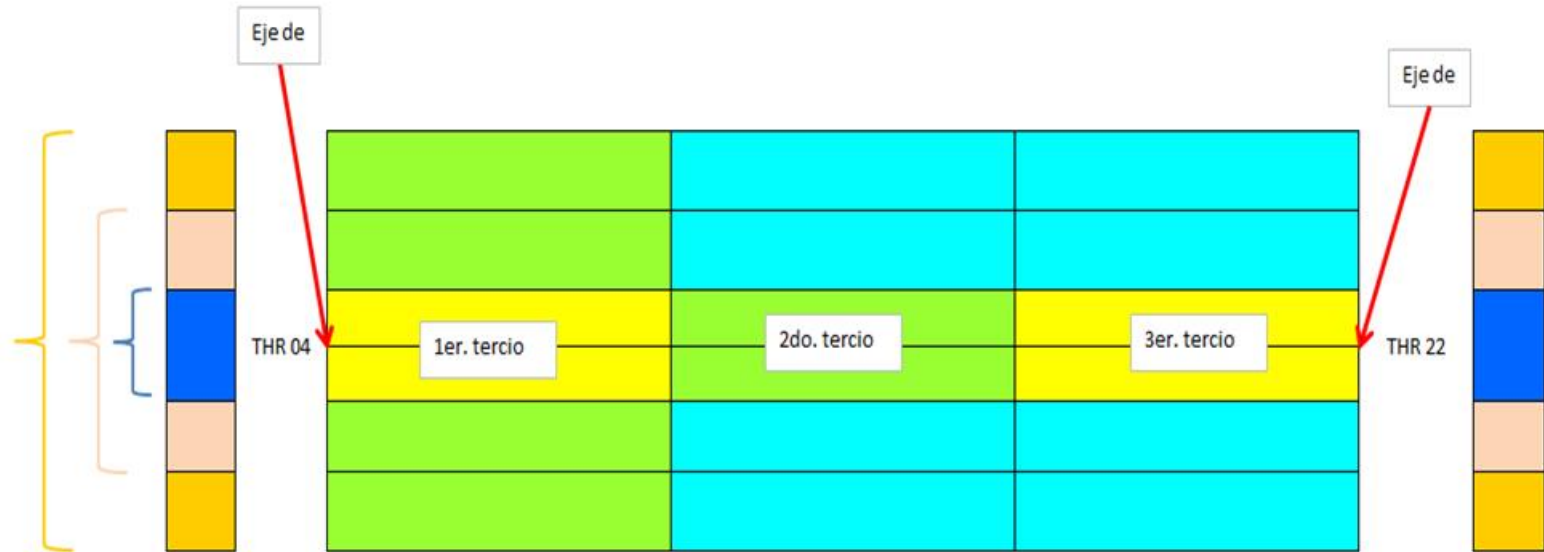 Eje de
Eje de
THR 04
1er. tercio
2do. tercio
3er. tercio
THR 22